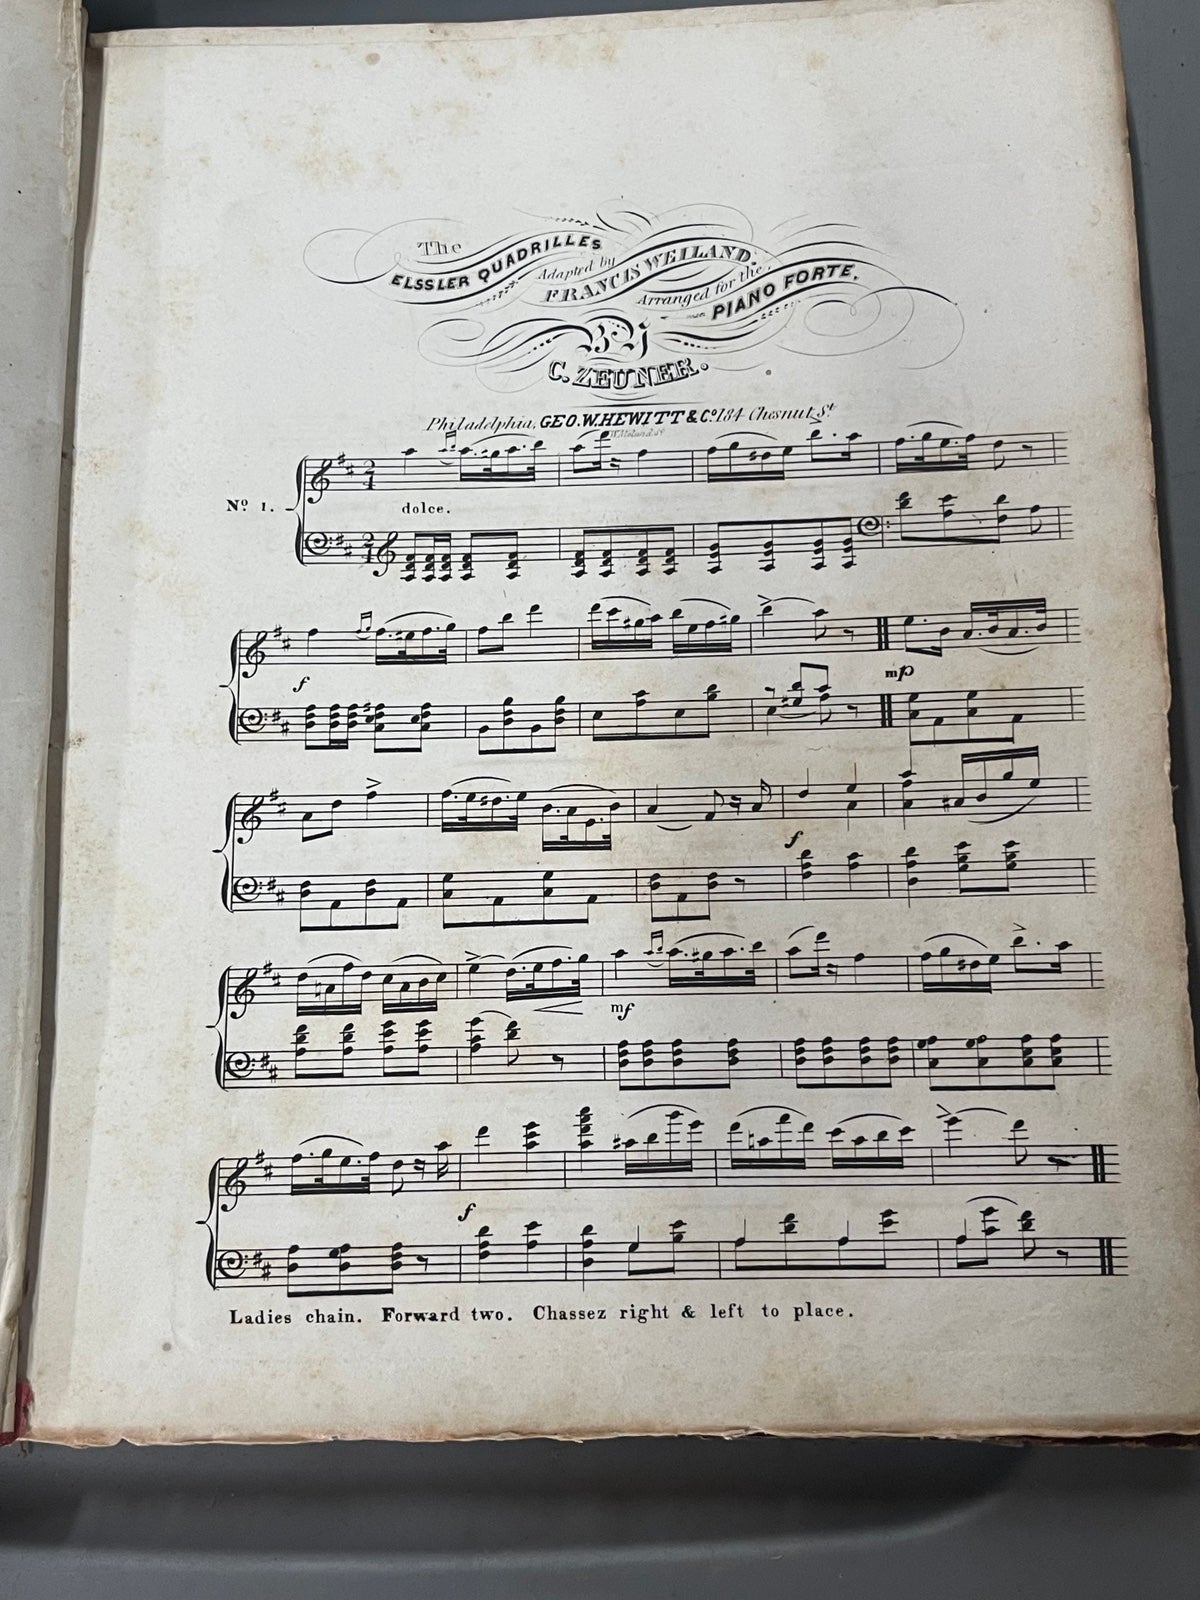 The
ELSSLER QUADRILLES
Adapted by
FRANCIS WEILAND.
Arranged for the
PIANO FORTE,
BY
C. ZEUNER.
Philadelphia, GEO. W. HEWITT & Co. 184 Chesnut St.
No. 1.
dolce.
f
mp
f
mf
f
Ladies chain. Forward two. Chassez right & left to place.